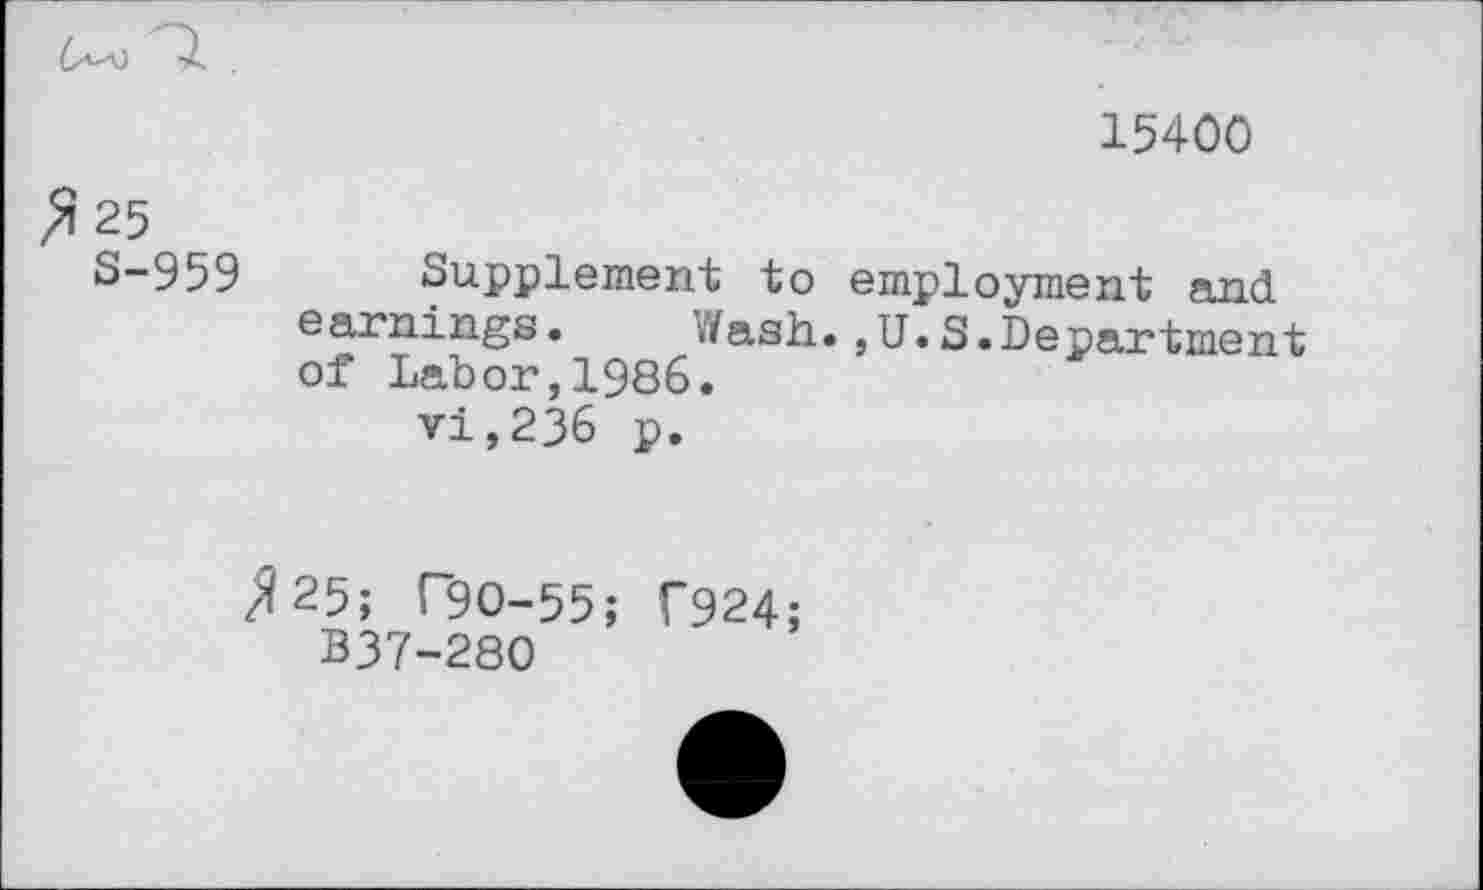 15400
Я 25
S-959 Supplement to employment and
earnings. Wash.,U.S.Department
of Labor,1986.
vi,236 p.
Я 25; Г90-55; Г924;
B37-280